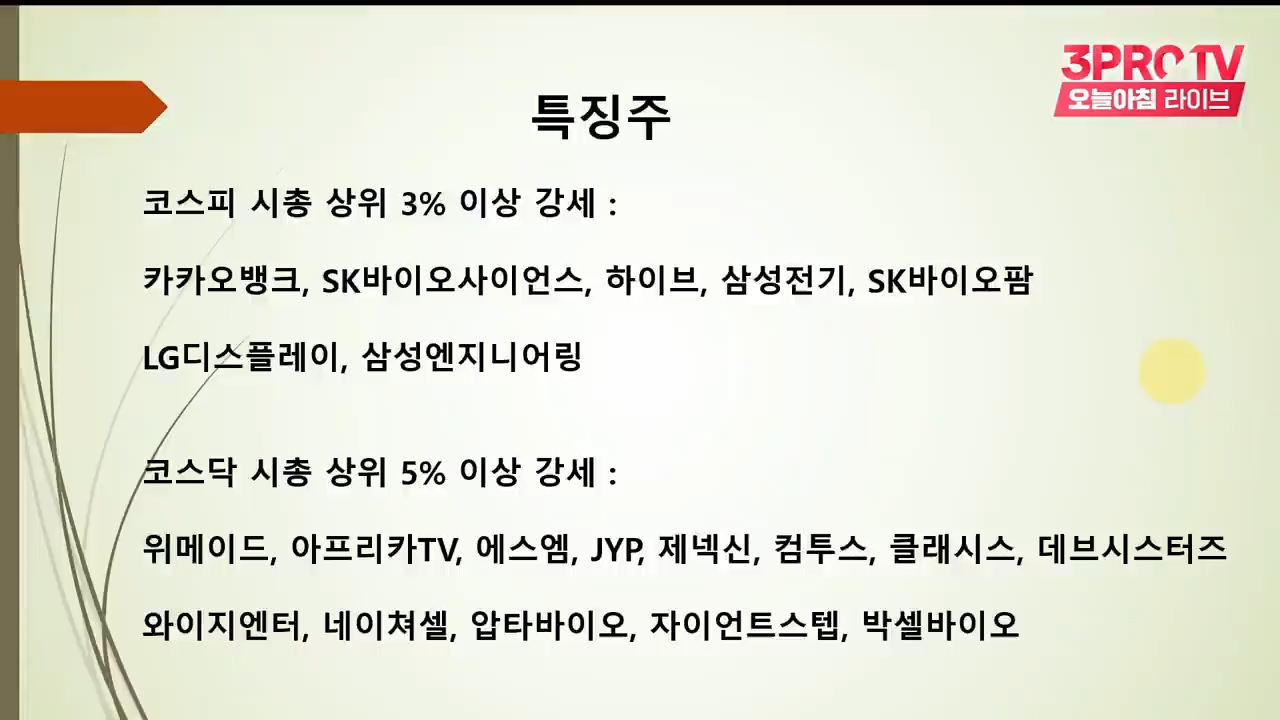 3PROTV
오늘아침 라이브
특징주
코스피 시총 상위 3% 이상 강세 :
카카오뱅크, SK바이오사이언스, 하이브, 삼성전기, SK바이오팜
LG디스플레이, 삼성엔지니어링
코스닥 시총 상위 5% 이상 강세 :
위메이드, 아프리카TV, 에스엠, JYP, 제넥신, 컴투스, 클래시스, 데브시스터즈
와이지엔터, 네이쳐셀, 압타바이오, 자이언트스텝, 박셀바이오